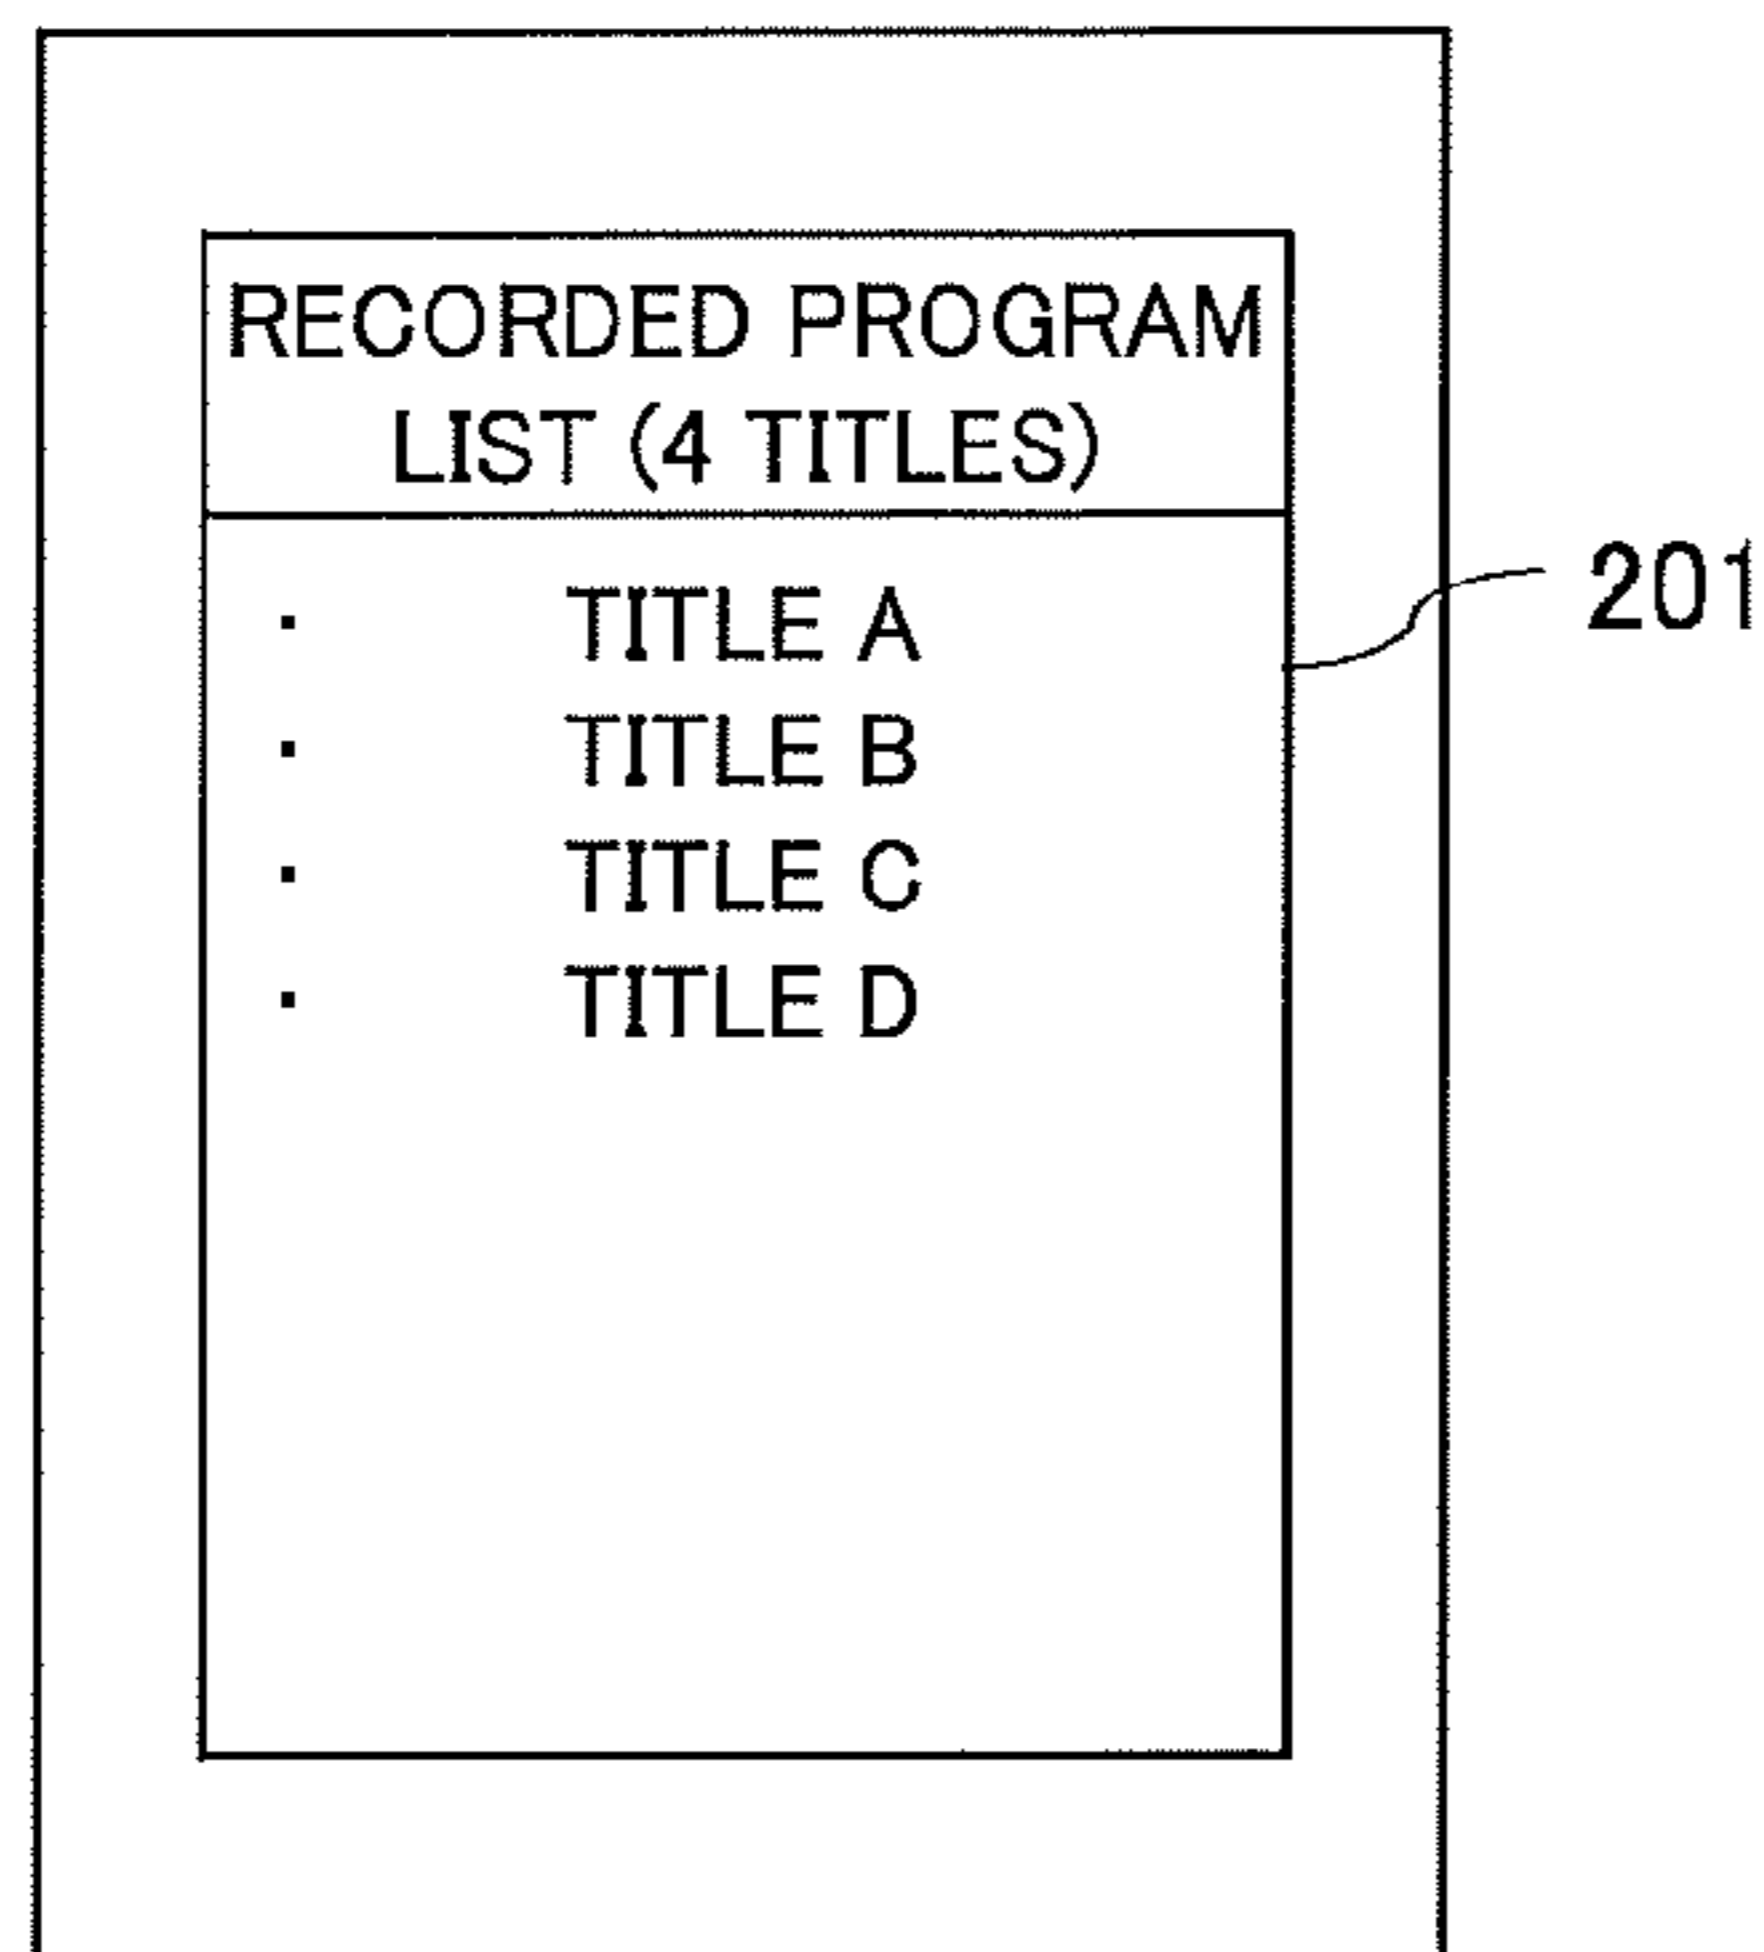 RECORDED PROGRAM
LIST (4 TITLES)
· TITLE A
· TITLE B
· TITLE C
· TITLE D
201